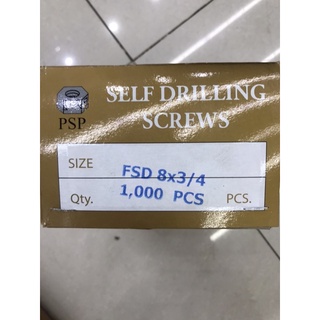 SELF DRILLING
SCREWS
PSP
SIZE FSD 8x3/4
Qty. 1,000 PCS PCS.